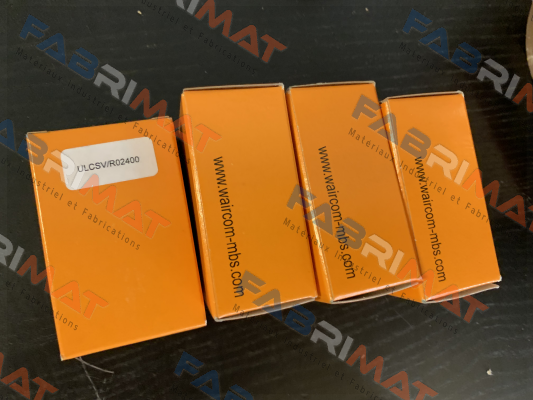 ULCSV/R02400
www.waircom-mbs.com
www.waircom-mbs.com
www.waircom-mbs.com
FABRIMAT
Matériaux Industriel et Fabrications